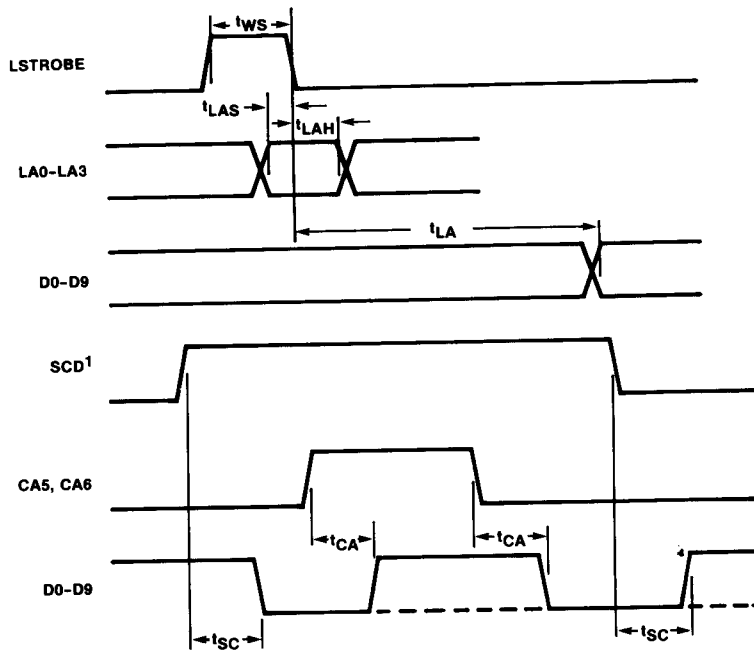 tWS
LSTROBE
tLAS
tLAH
LA0-LA3
tLA
D0-D9
SCD1
CA5, CA6
tCA tCA
D0-D9
tSC tSC